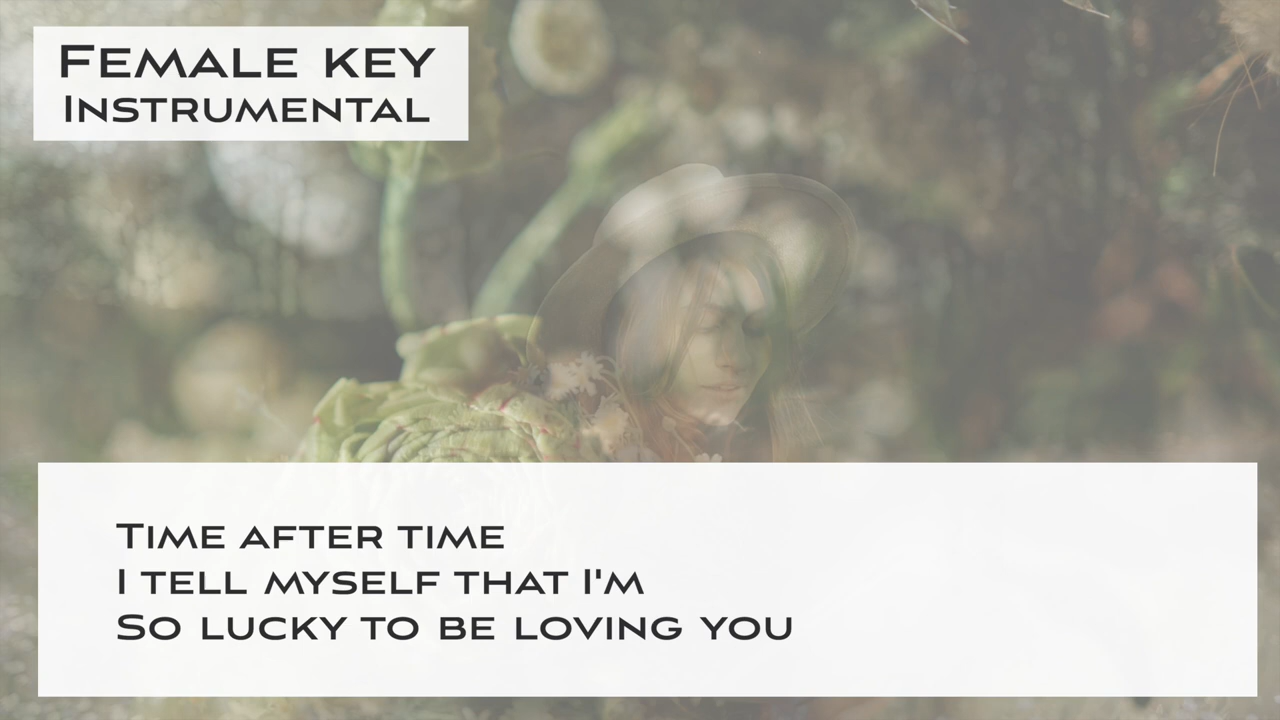 Female key
Instrumental
Time after time
I tell myself that I'm
So lucky to be loving you